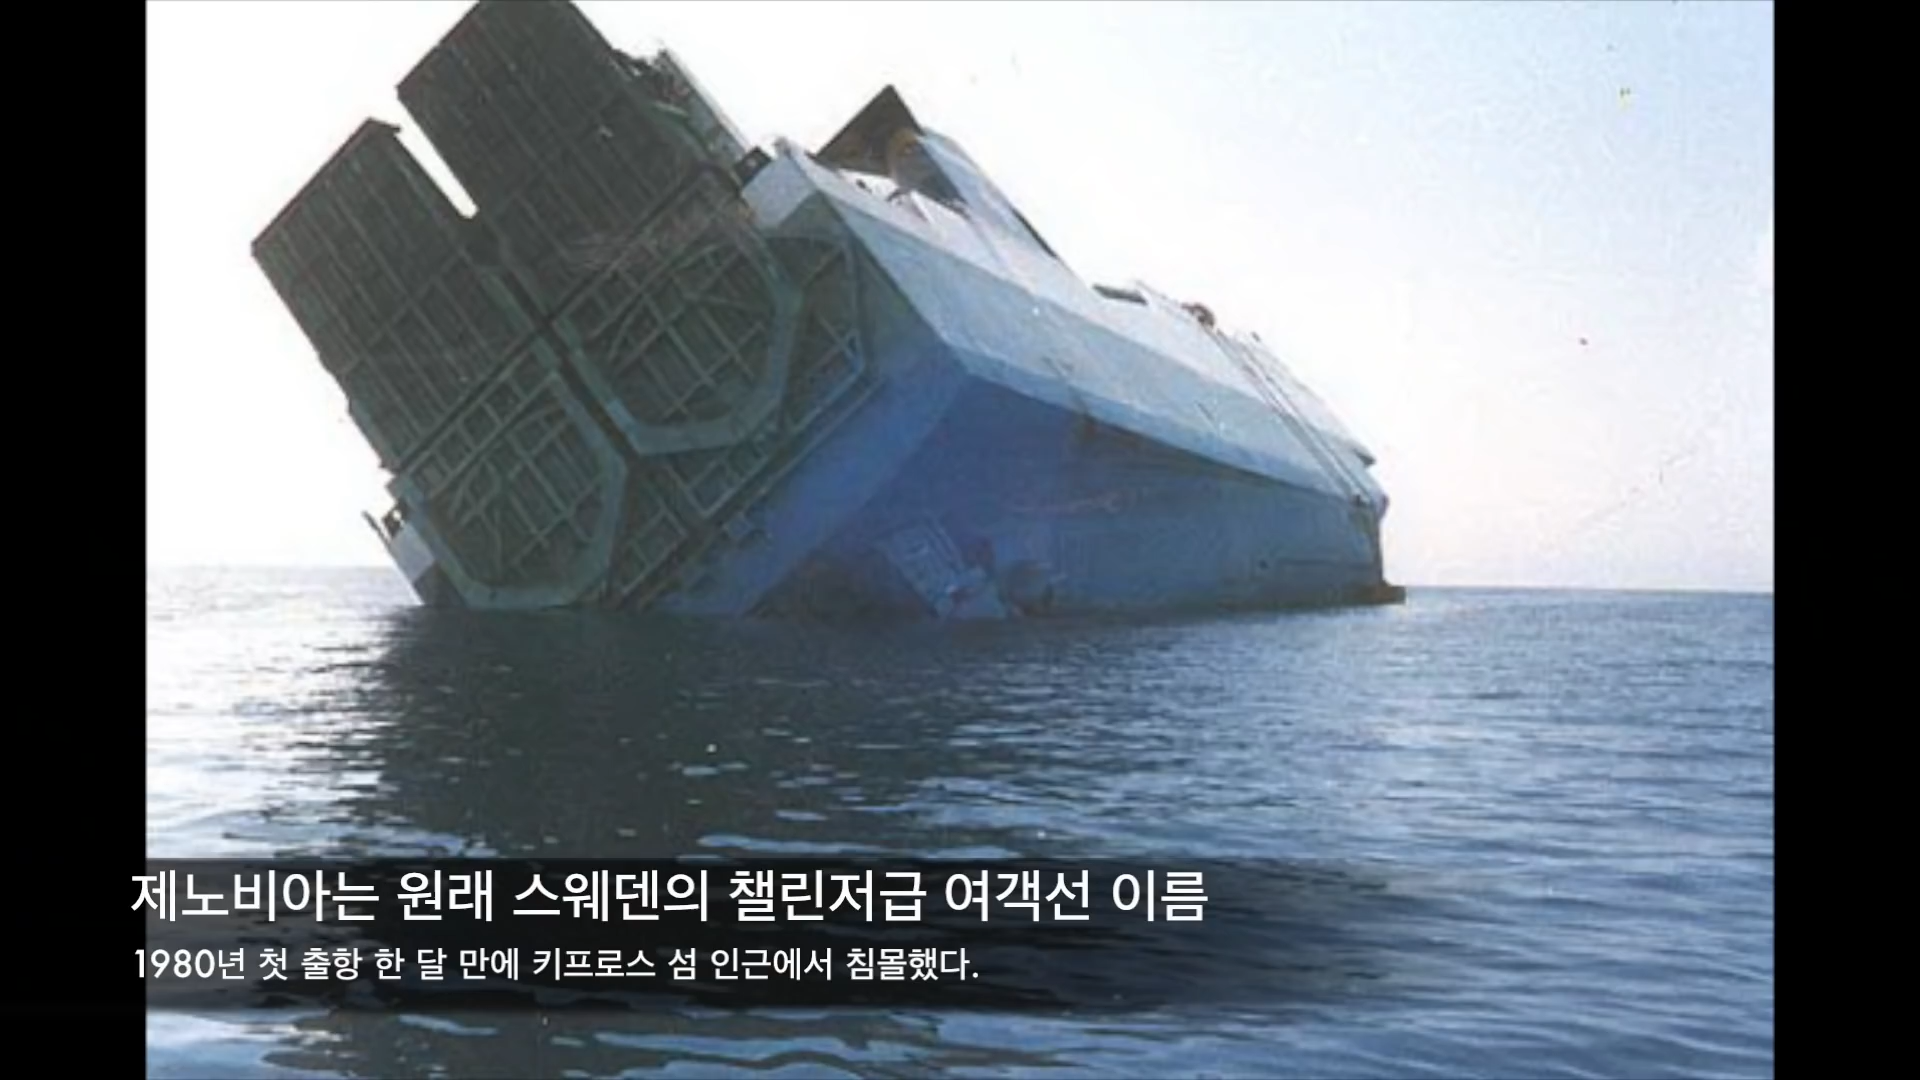 제노비아는 원래 스웨덴의 챌린저급 여객선 이름
1980년 첫 출항 한 달 만에 키프로스 섬 인근에서 침몰했다.